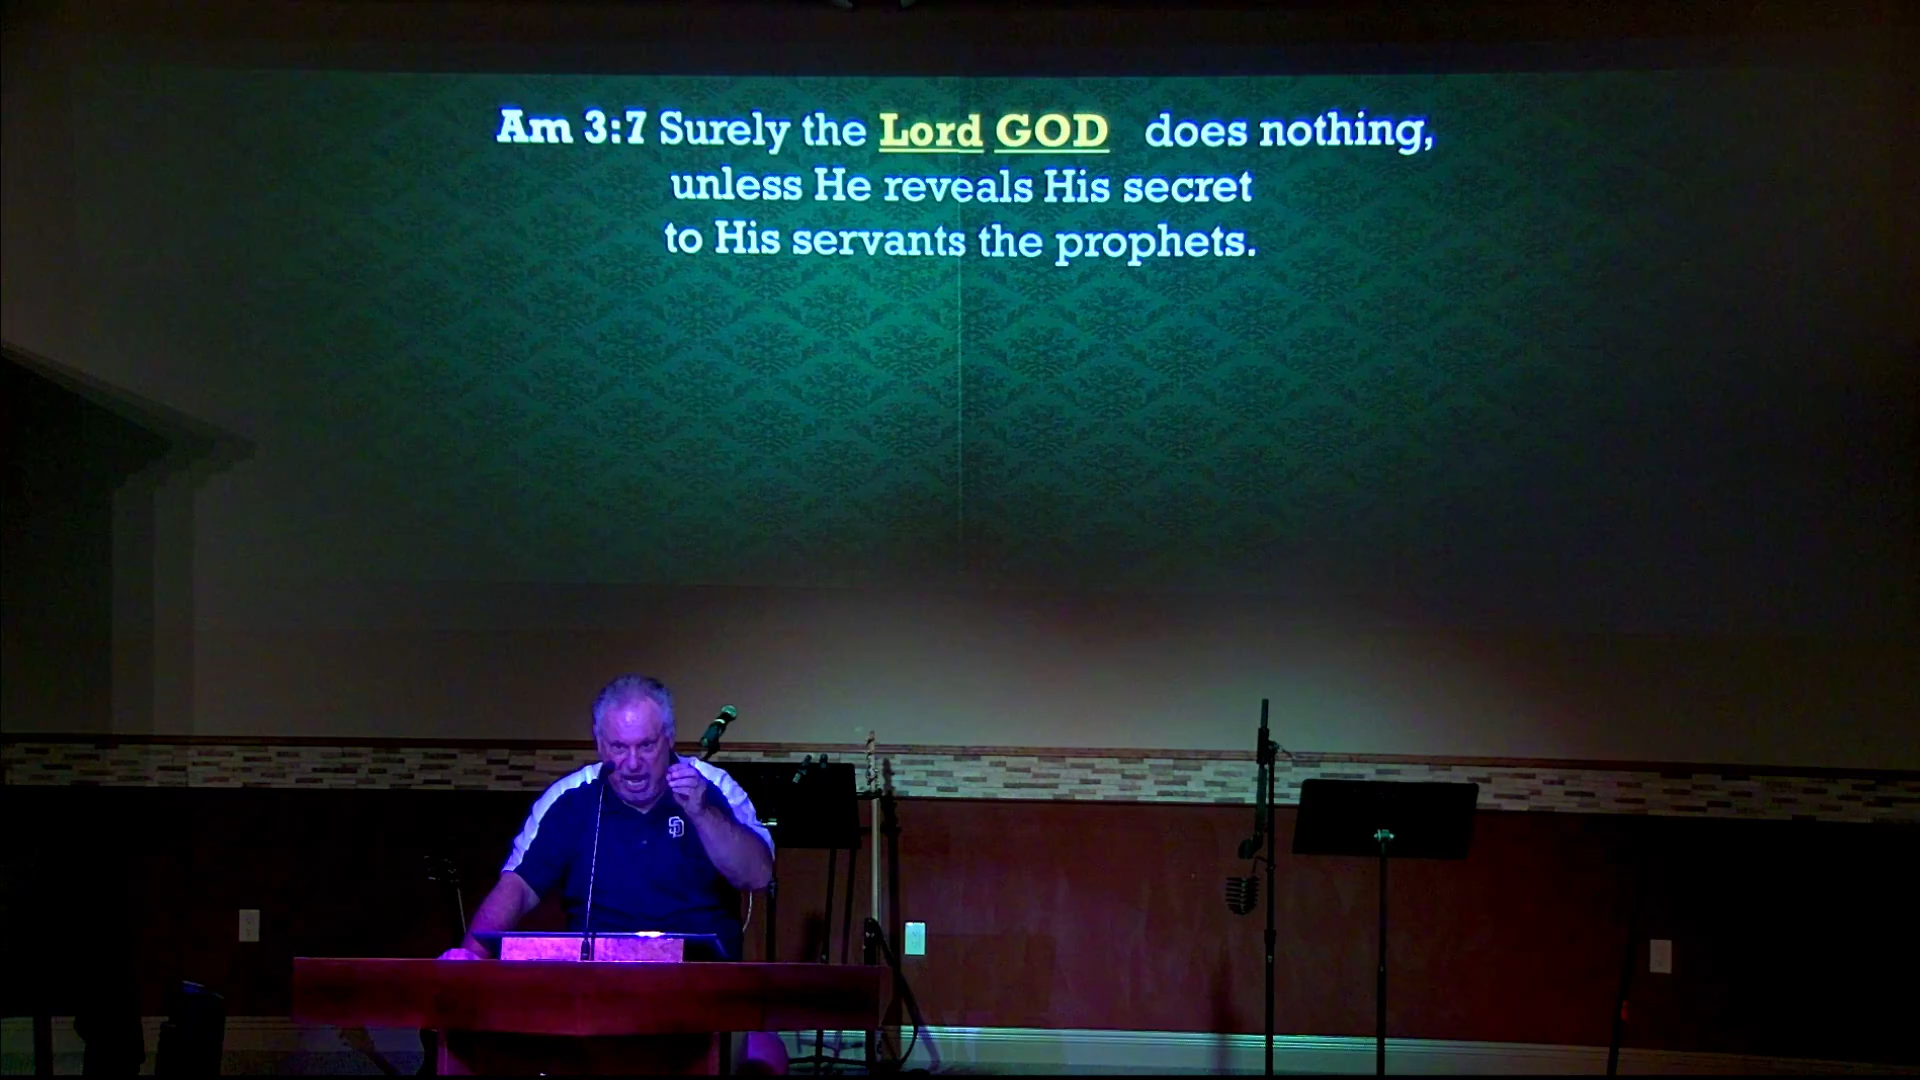 Am 3:7 Surely the Lord GOD does nothing,
unless He reveals His secret
to His servants the prophets.
SD